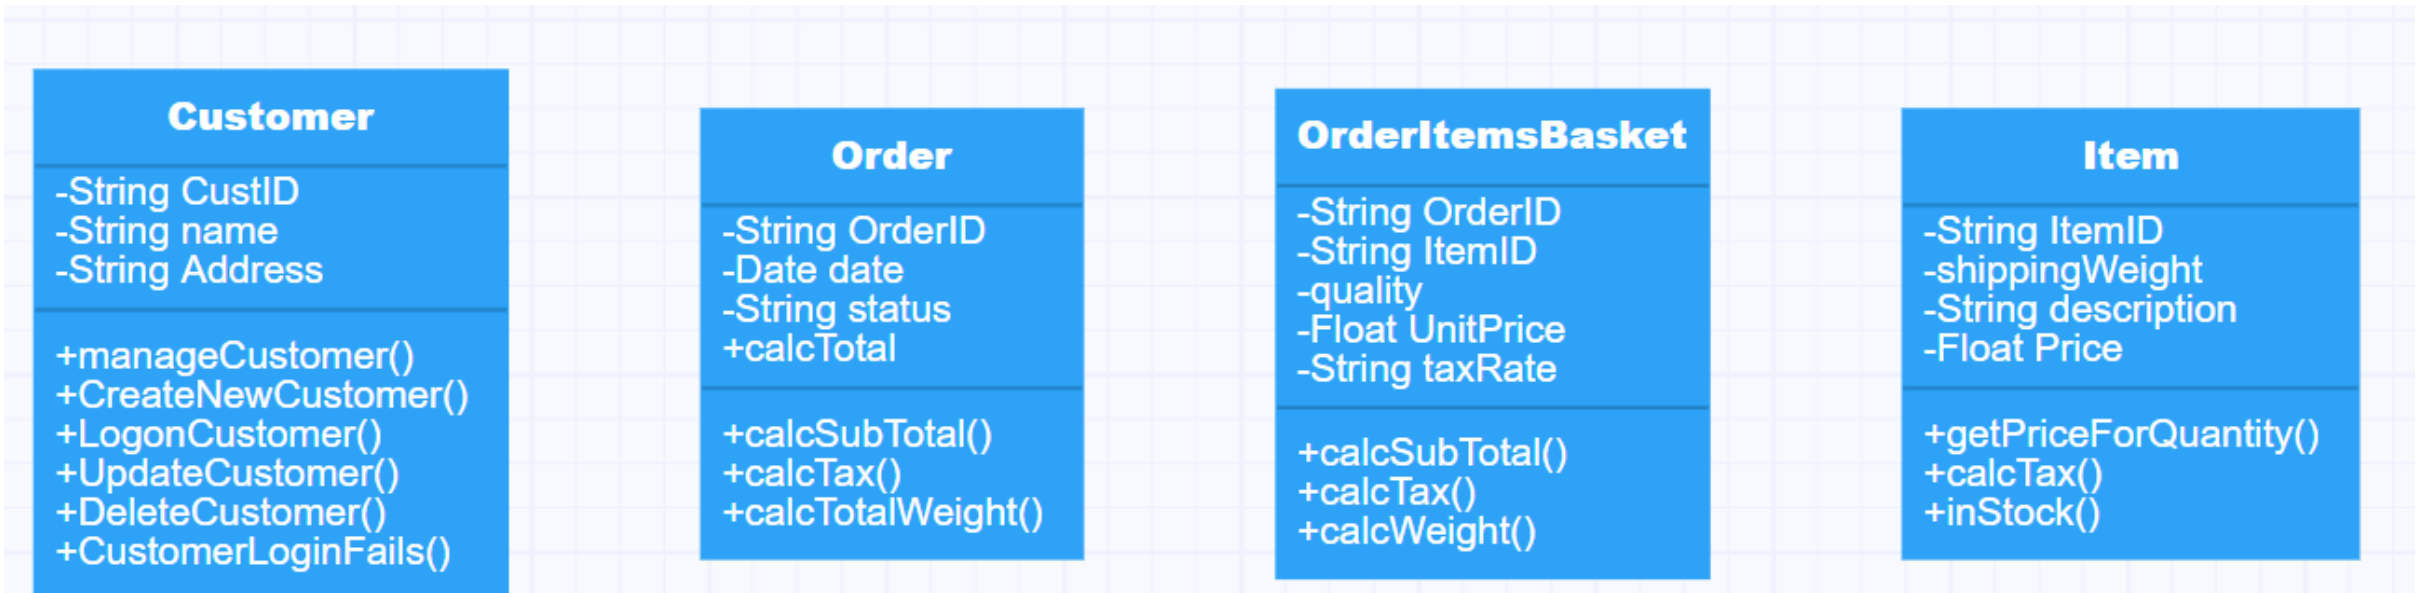 Customer
-String CustID
-String name
-String Address
+manageCustomer()
+CreateNewCustomer()
+LogonCustomer()
+UpdateCustomer()
+DeleteCustomer()
+CustomerLoginFails()
Order
-String OrderID
-Date date
-String status
+calcTotal
+calcSubTotal()
+calcTax()
+calcTotalWeight()
OrderItemsBasket
-String OrderID
-String ItemID
-quality
-Float UnitPrice
-String taxRate
+calcSubTotal()
+calcTax()
+calcWeight()
Item
-String ItemID
-shippingWeight
-String description
-Float Price
+getPriceForQuantity()
+calcTax()
+inStock()